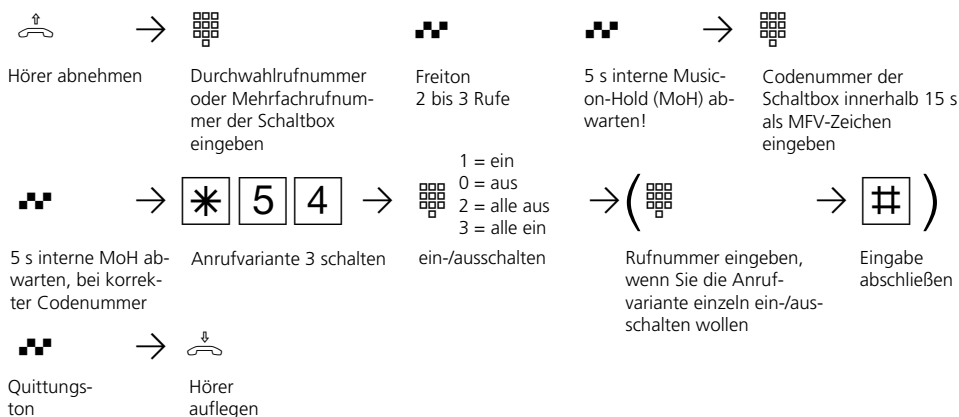 Hörer abnehmen
Durchwahlrufnummer
oder Mehrfachrufnum-
mer der Schaltbox
eingeben
Freiton
2 bis 3 Rufe
5 s interne Music-
on-Hold (MoH) ab-
warten!
Codenummer der
Schaltbox innerhalb 15 s
als MFV-Zeichen
eingeben
5 s interne MoH ab-
warten, bei korrek-
ter Codenummer
* 5 4
Anrufvariante 3 schalten
1 = ein
0 = aus
2 = alle aus
3 = alle ein
ein-/ausschalten
(
Rufnummer eingeben,
wenn Sie die Anruf-
variante einzeln ein-/aus-
schalten wollen
# )
Eingabe
abschließen
Quittungs-
ton
Hörer
auflegen